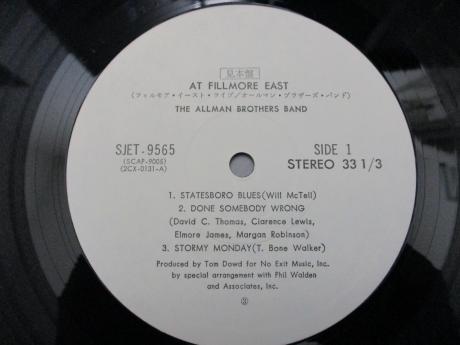 見本盤
AT FILLMORE EAST
(フィルモア・イースト・ライヴ/オールマン・ブラザーズ・バンド)
THE ALLMAN BROTHERS BAND
SJET-9565
(SCAP-9005)
(2CX-0131-A)
SIDE 1
STEREO 33 1/3
1. STATESBORO BLUES(Will McTell)
2. DONE SOMEBODY WRONG
(David C. Thomas, Clarence Lewis,
Elmore James, Margan Robinson)
3. STORMY MONDAY(T. Bone Walker)
Produced by Tom Dowd for No Exit Music, Inc.
by special arrangement with Phil Walden
and Associates, Inc.